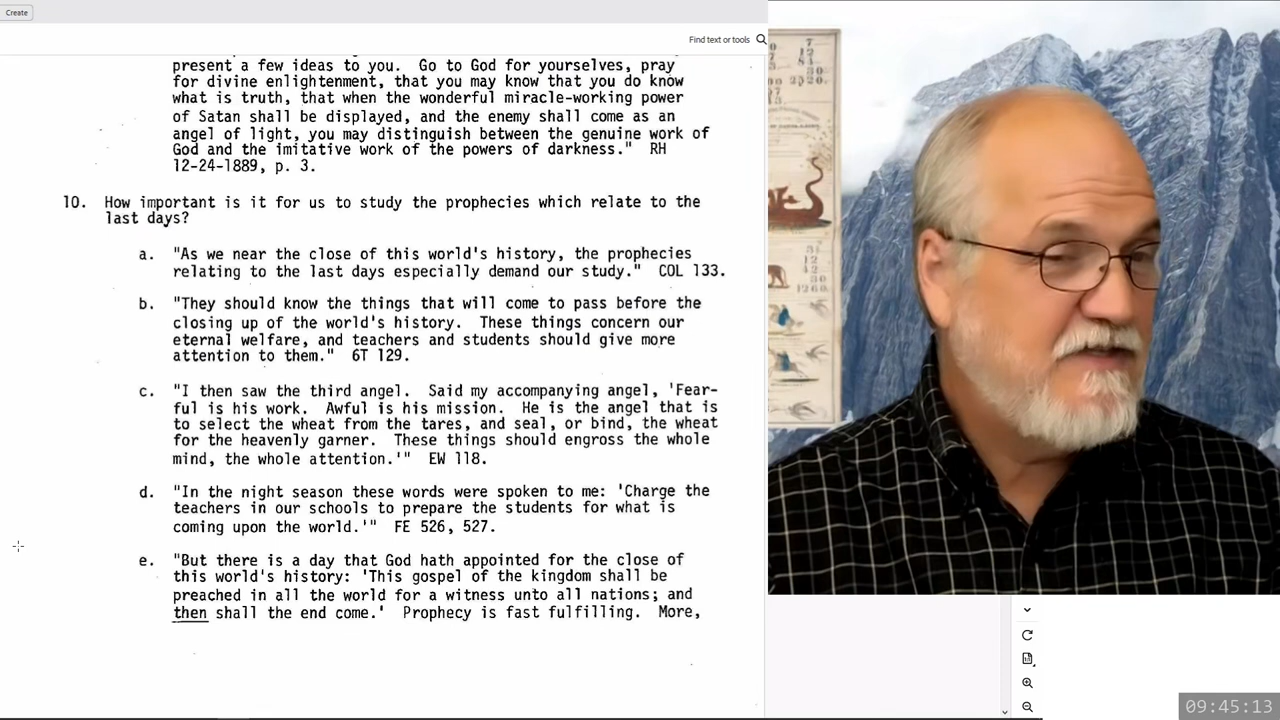 Create
Find text or tools
present a few ideas to you. Go to God for yourselves, pray
for divine enlightenment, that you may know that you do know
what is truth, that when the wonderful miracle-working power
of Satan shall be displayed, and the enemy shall come as an
angel of light, you may distinguish between the genuine work of
God and the imitative work of the powers of darkness." RH
12-24-1889, p. 3.
10. How important is it for us to study the prophecies which relate to the
last days?
a. "As we near the close of this world's history, the prophecies
relating to the last days especially demand our study." COL 133.
b. "They should know the things that will come to pass before the
closing up of the world's history. These things concern our
eternal welfare, and teachers and students should give more
attention to them." 6T 129.
c. "I then saw the third angel. Said my accompanying angel, 'Fear-
ful is his work. Awful is his mission. He is the angel that is
to select the wheat from the tares, and seal, or bind, the wheat
for the heavenly garner. These things should engross the whole
mind, the whole attention.'" EW 118.
d. "In the night season these words were spoken to me: 'Charge the
teachers in our schools to prepare the students for what is
coming upon the world.'" FE 526, 527.
e. "But there is a day that God hath appointed for the close of
this world's history: 'This gospel of the kingdom shall be
preached in all the world for a witness unto all nations; and
then shall the end come.' Prophecy is fast fulfilling. More,
09:45:13